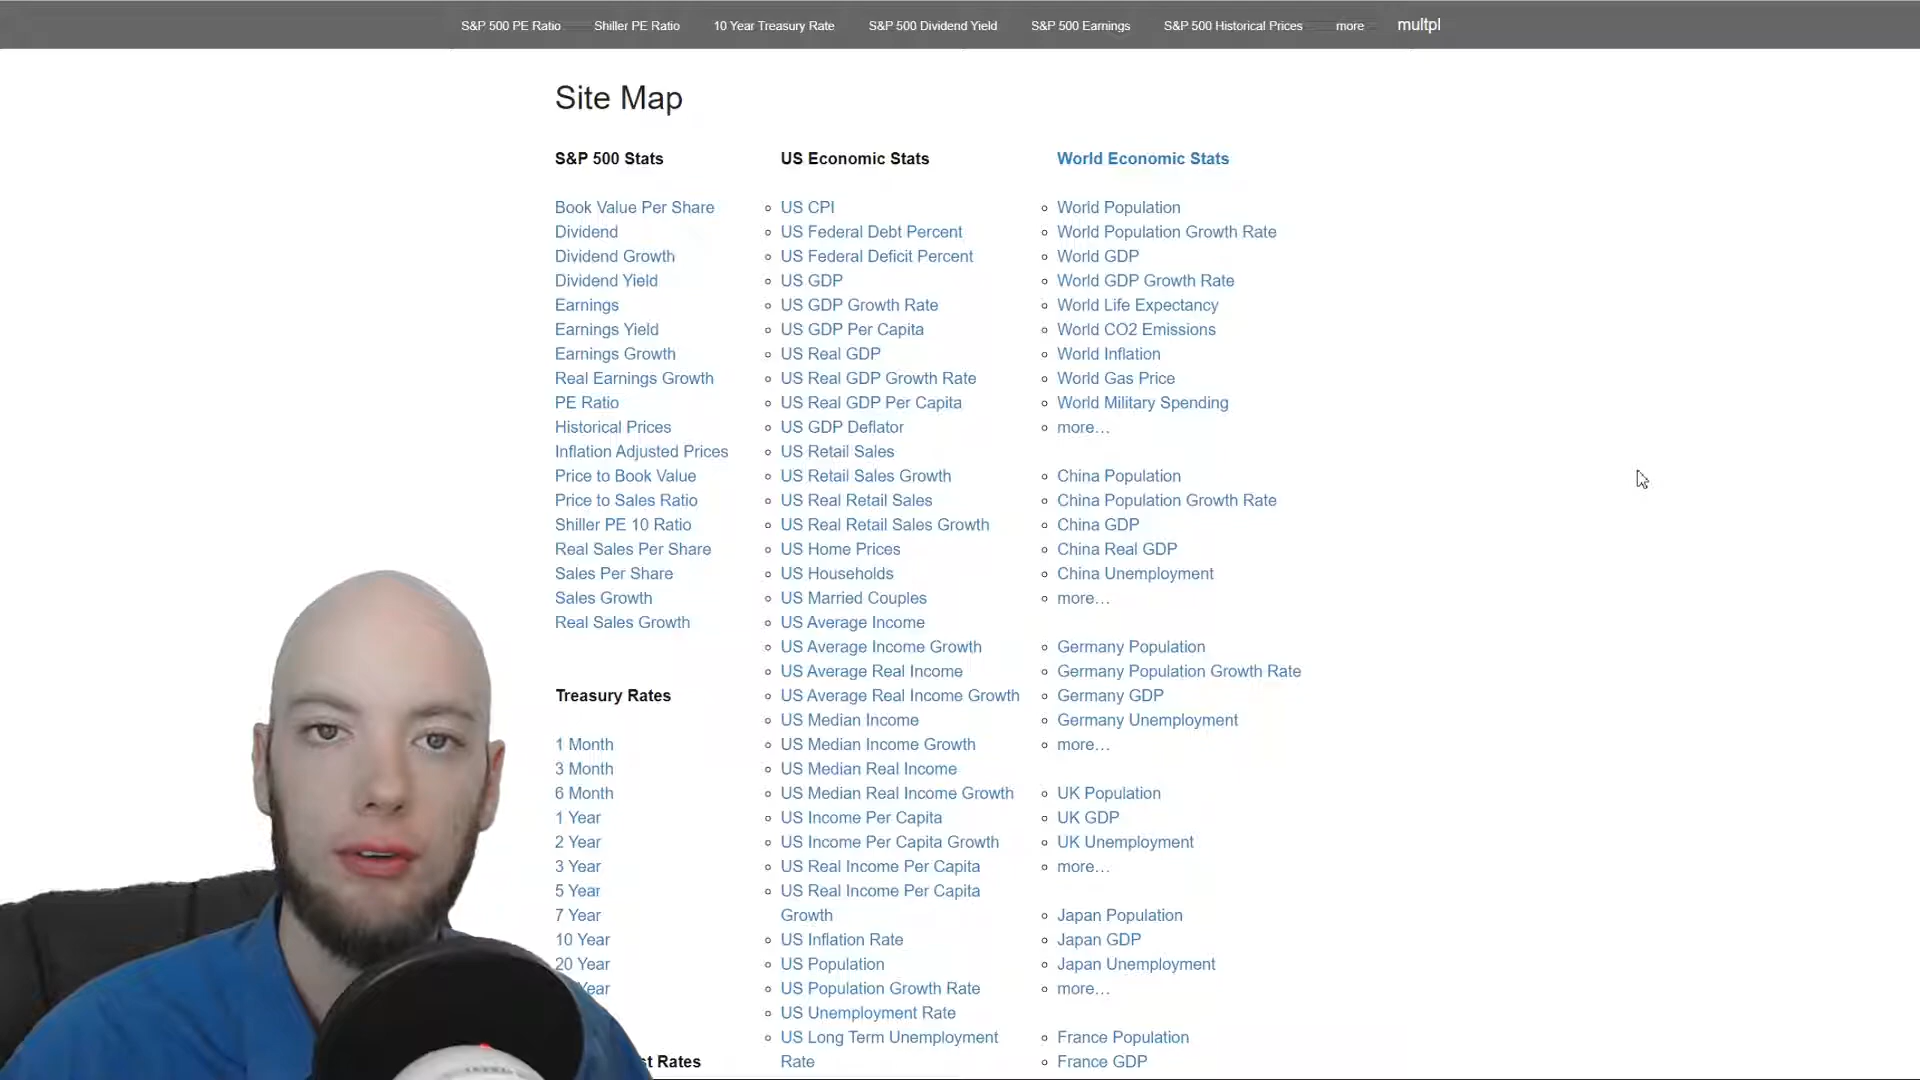 S&P 500 PE Ratio Shiller PE Ratio 10 Year Treasury Rate S&P 500 Dividend Yield S&P 500 Earnings S&P 500 Historical Prices more multpl
Site Map
S&P 500 Stats
Book Value Per Share
Dividend
Dividend Growth
Dividend Yield
Earnings
Earnings Yield
Earnings Growth
Real Earnings Growth
PE Ratio
Historical Prices
Inflation Adjusted Prices
Price to Book Value
Price to Sales Ratio
Shiller PE 10 Ratio
Real Sales Per Share
Sales Per Share
Sales Growth
Real Sales Growth
Treasury Rates
1 Month
3 Month
6 Month
1 Year
2 Year
3 Year
5 Year
7 Year
10 Year
20 Year
Year
Rates
US Economic Stats
US CPI
US Federal Debt Percent
US Federal Deficit Percent
US GDP
US GDP Growth Rate
US GDP Per Capita
US Real GDP
US Real GDP Growth Rate
US Real GDP Per Capita
US GDP Deflator
US Retail Sales
US Retail Sales Growth
US Real Retail Sales
US Real Retail Sales Growth
US Home Prices
US Households
US Married Couples
US Average Income
US Average Income Growth
US Average Real Income
US Average Real Income Growth
US Median Income
US Median Income Growth
US Median Real Income
US Median Real Income Growth
US Income Per Capita
US Income Per Capita Growth
US Real Income Per Capita
US Real Income Per Capita
Growth
US Inflation Rate
US Population
US Population Growth Rate
US Unemployment Rate
US Long Term Unemployment
Rate
World Economic Stats
World Population
World Population Growth Rate
World GDP
World GDP Growth Rate
World Life Expectancy
World CO2 Emissions
World Inflation
World Gas Price
World Military Spending
more…
China Population
China Population Growth Rate
China GDP
China Real GDP
China Unemployment
more…
Germany Population
Germany Population Growth Rate
Germany GDP
Germany Unemployment
more…
UK Population
UK GDP
UK Unemployment
more…
Japan Population
Japan GDP
Japan Unemployment
more…
France Population
France GDP